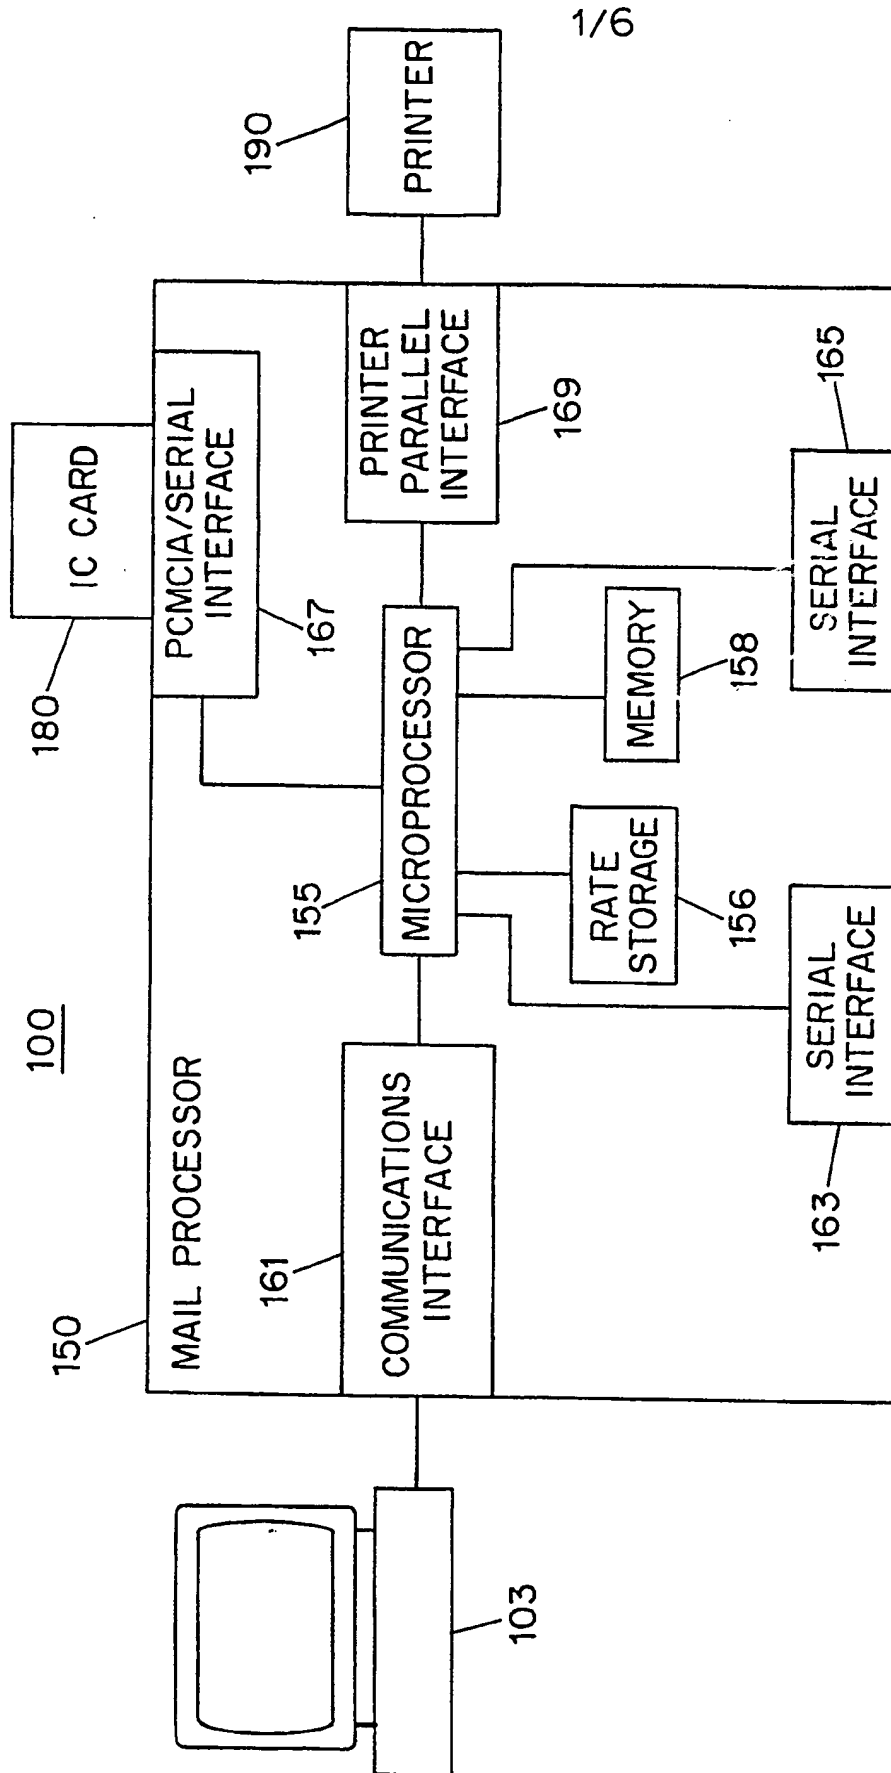 1/6
100
150
MAIL PROCESSOR
180
IC CARD
PCMCIA/SERIAL
INTERFACE
167
190
PRINTER
PRINTER
PARALLEL
INTERFACE
169
155
MICROPROCESSOR
161
COMMUNICATIONS
INTERFACE
103
RATE
STORAGE
156
MEMORY
158
163
SERIAL
INTERFACE
165
SERIAL
INTERFACE